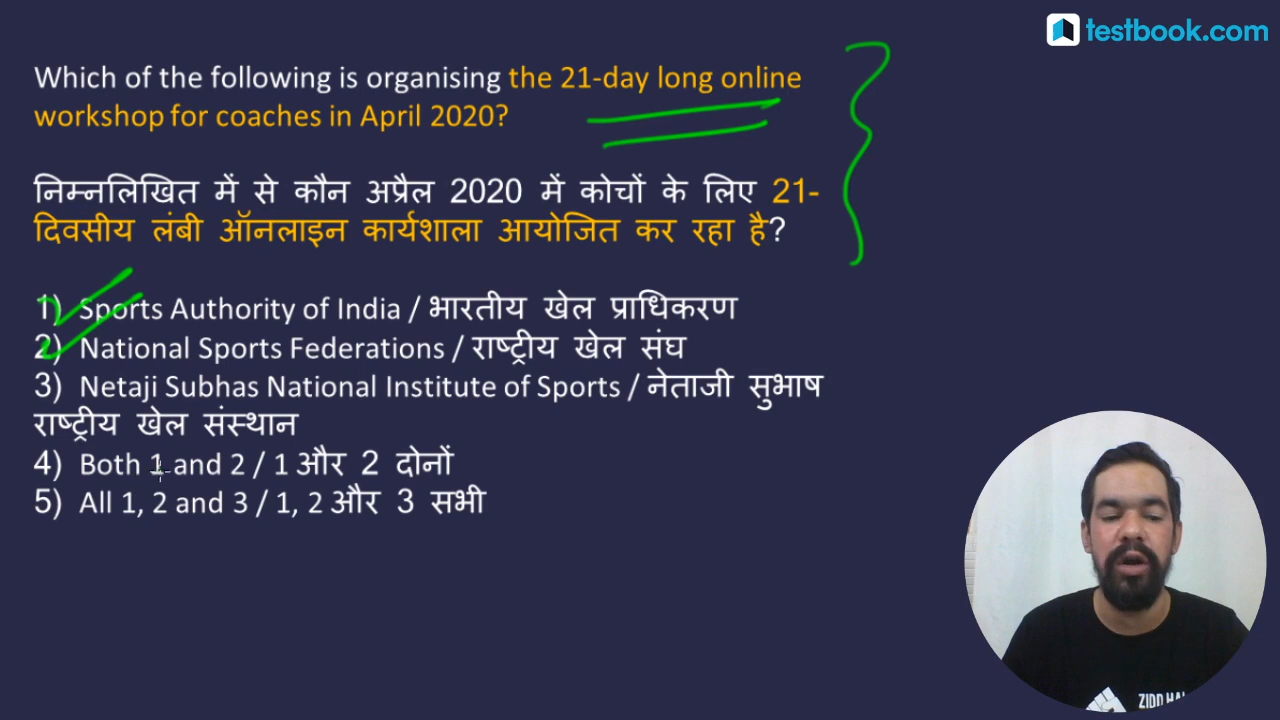 testbook.com
Which of the following is organising the 21-day long online
workshop for coaches in April 2020?
निम्नलिखित में से कौन अप्रैल 2020 में कोचों के लिए 21-
दिवसीय लंबी ऑनलाइन कार्यशाला आयोजित कर रहा है?
1) Sports Authority of India / भारतीय खेल प्राधिकरण
2) National Sports Federations / राष्ट्रीय खेल संघ
3) Netaji Subhas National Institute of Sports / नेताजी सुभाष
राष्ट्रीय खेल संस्थान
4) Both 1 and 2 / 1 और 2 दोनों
5) All 1, 2 and 3 / 1, 2 और 3 सभी
ZIDD